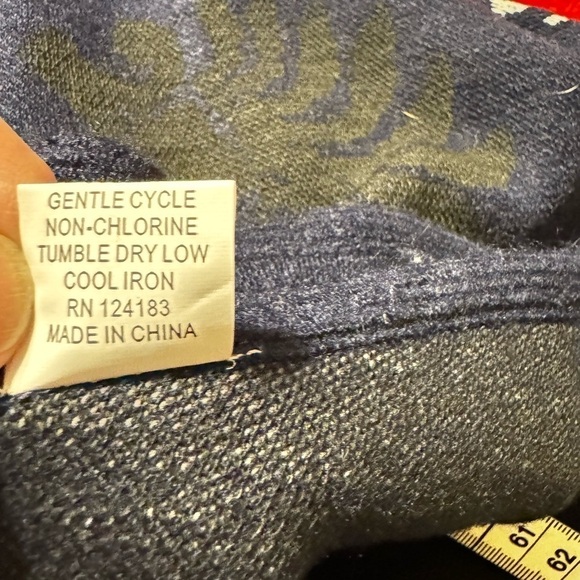 GENTLE CYCLE
NON-CHLORINE
TUMBLE DRY LOW
COOL IRON
RN 124183
MADE IN CHINA
61
62